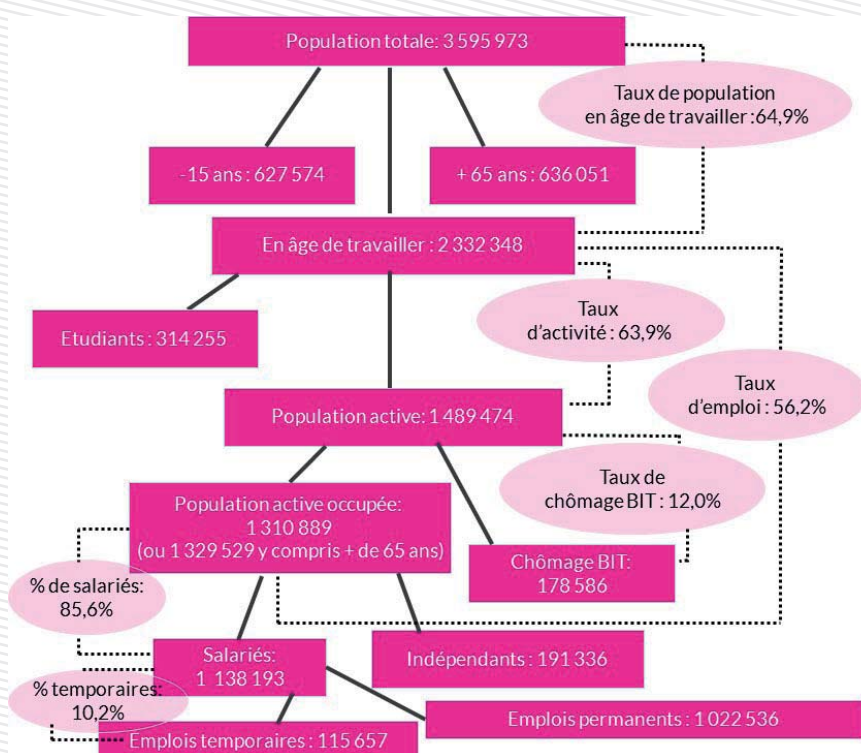 Population totale: 3 595 973
Taux de population
en âge de travailler :64,9%
-15 ans : 627 574
+ 65 ans : 636 051
En âge de travailler : 2 332 348
Taux
d'activité : 63,9%
Etudiants : 314 255
Taux
d'emploi : 56,2%
Population active: 1 489 474
Taux de
chômage BIT : 12,0%
Population active occupée:
1 310 889
(ou 1 329 529 y compris + de 65 ans)
Chômage BIT:
178 586
% de salariés:
85,6%
Salariés:
1 138 193
Indépendants : 191 336
% temporaires:
10,2%
Emplois permanents : 1 022 536
Emplois temporaires : 115 657